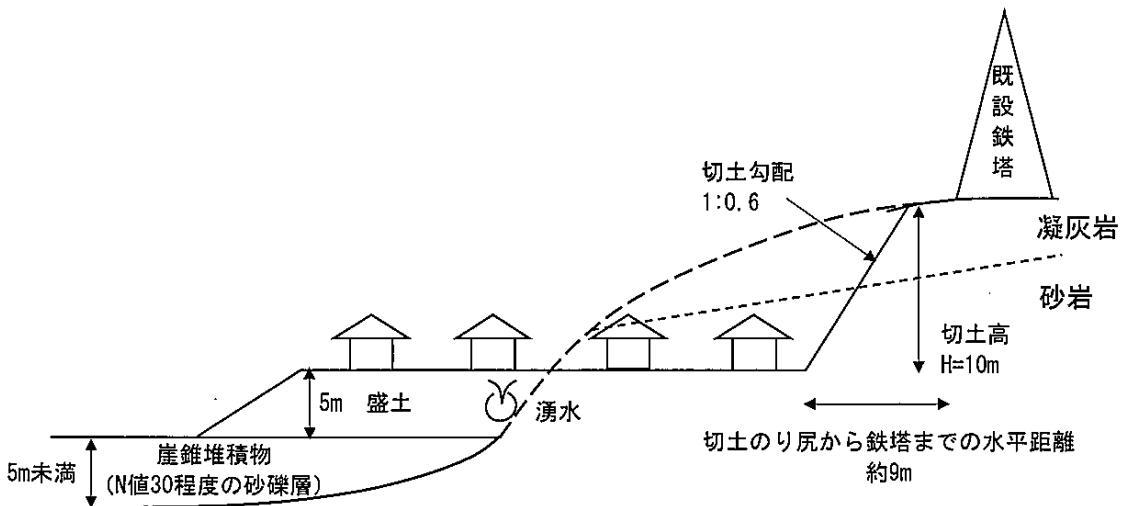 既設鉄塔
切土勾配
1:0.6
凝灰岩
砂岩
切土高
H=10m
5m 盛土
湧水
切土のり尻から鉄塔までの水平距離
約9m
5m未満
崖錐堆積物
(N値30程度の砂礫層)